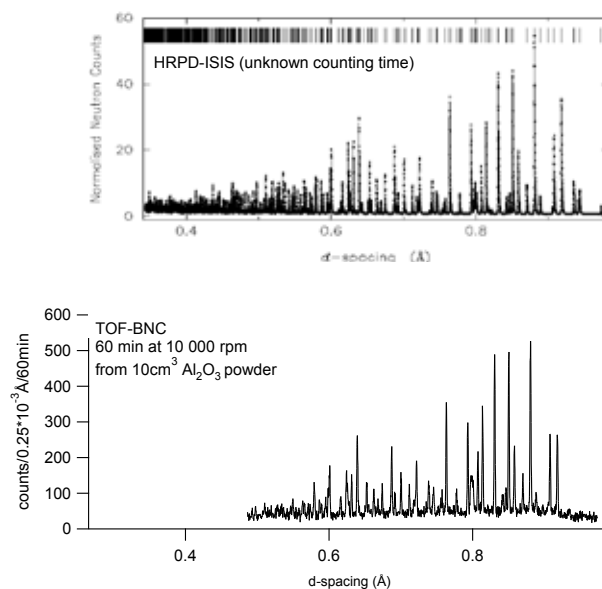 60
HRPD-ISIS (unknown counting time)
40
20
0
Normalised Neutron Counts
0.4
0.6
0.8
d-spacing (Å)
600
TOF-BNC
60 min at 10 000 rpm
500
from 10cm³ Al₂O₃ powder
400
300
200
100
0
counts/0.25*10⁻³Å/60min
0.4
0.6
0.8
d-spacing (Å)